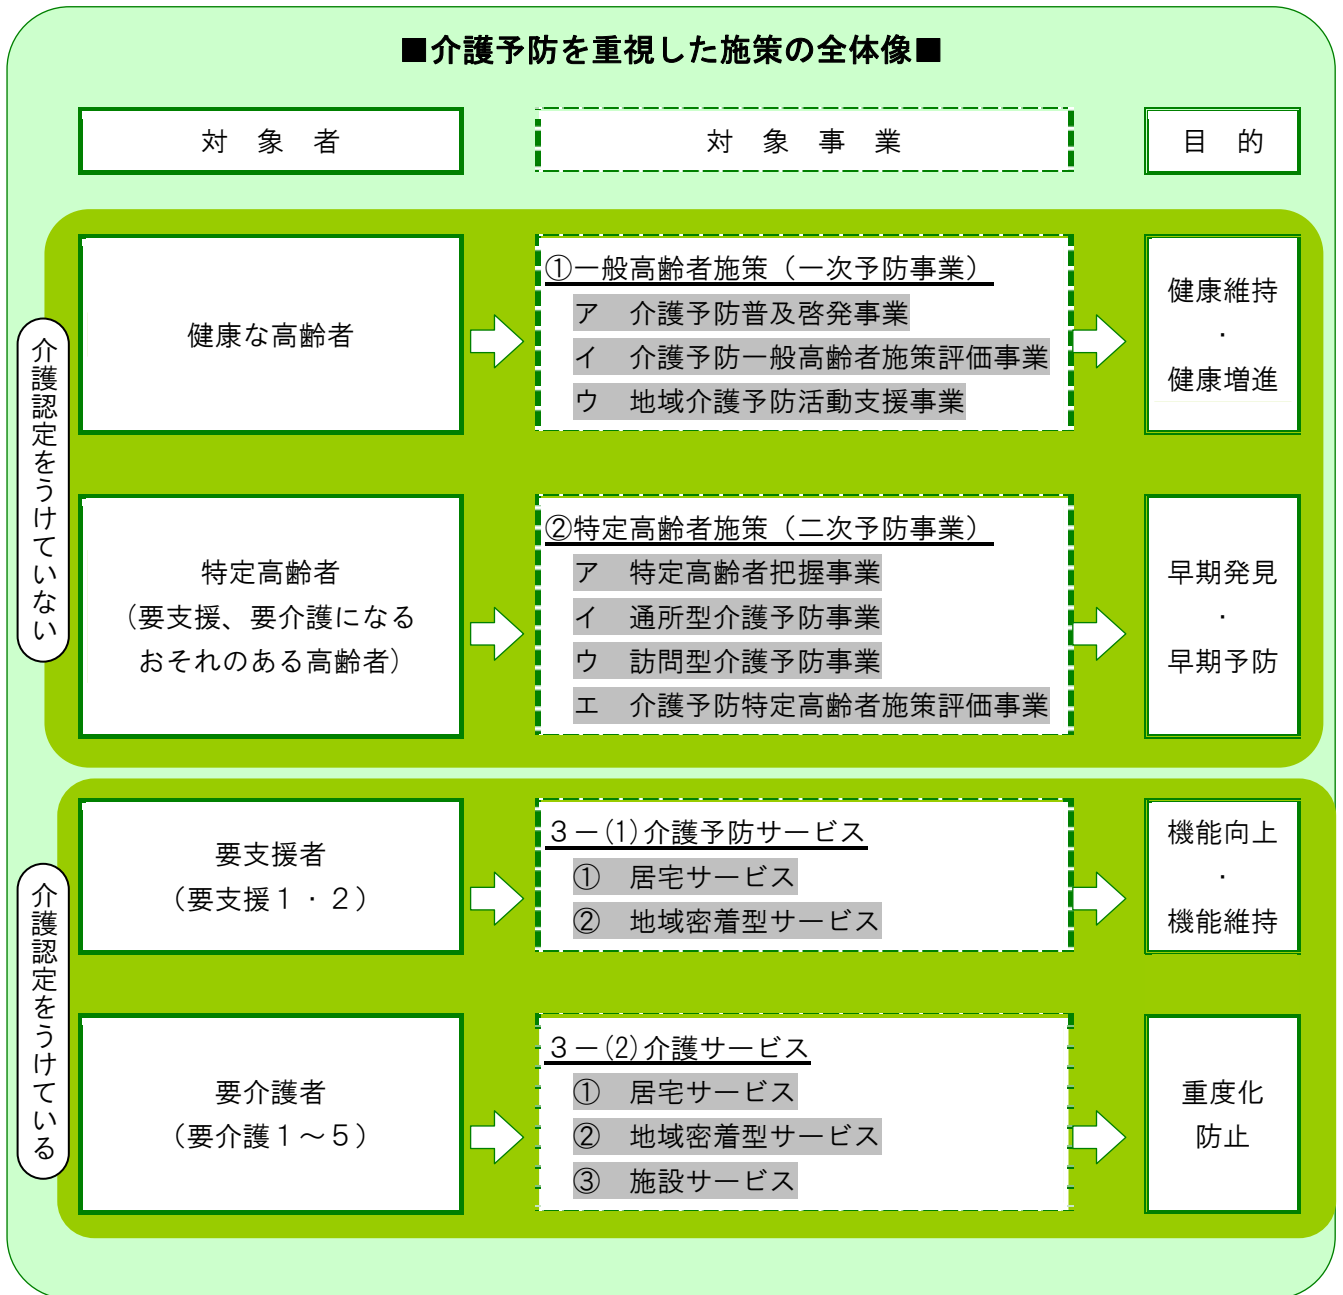 ■介護予防を重視した施策の全体像■
対　象　者
対　象　事　業
目　的
介護認定をうけていない
健康な高齢者
①一般高齢者施策（一次予防事業）
ア　介護予防普及啓発事業
イ　介護予防一般高齢者施策評価事業
ウ　地域介護予防活動支援事業
健康維持
・
健康増進
特定高齢者
（要支援、要介護になる
おそれのある高齢者）
②特定高齢者施策（二次予防事業）
ア　特定高齢者把握事業
イ　通所型介護予防事業
ウ　訪問型介護予防事業
エ　介護予防特定高齢者施策評価事業
早期発見
・
早期予防
介護認定をうけている
要支援者
（要支援１・２）
３－(1)介護予防サービス
①　居宅サービス
②　地域密着型サービス
機能向上
・
機能維持
要介護者
（要介護１～５）
３－(2)介護サービス
①　居宅サービス
②　地域密着型サービス
③　施設サービス
重度化
防止